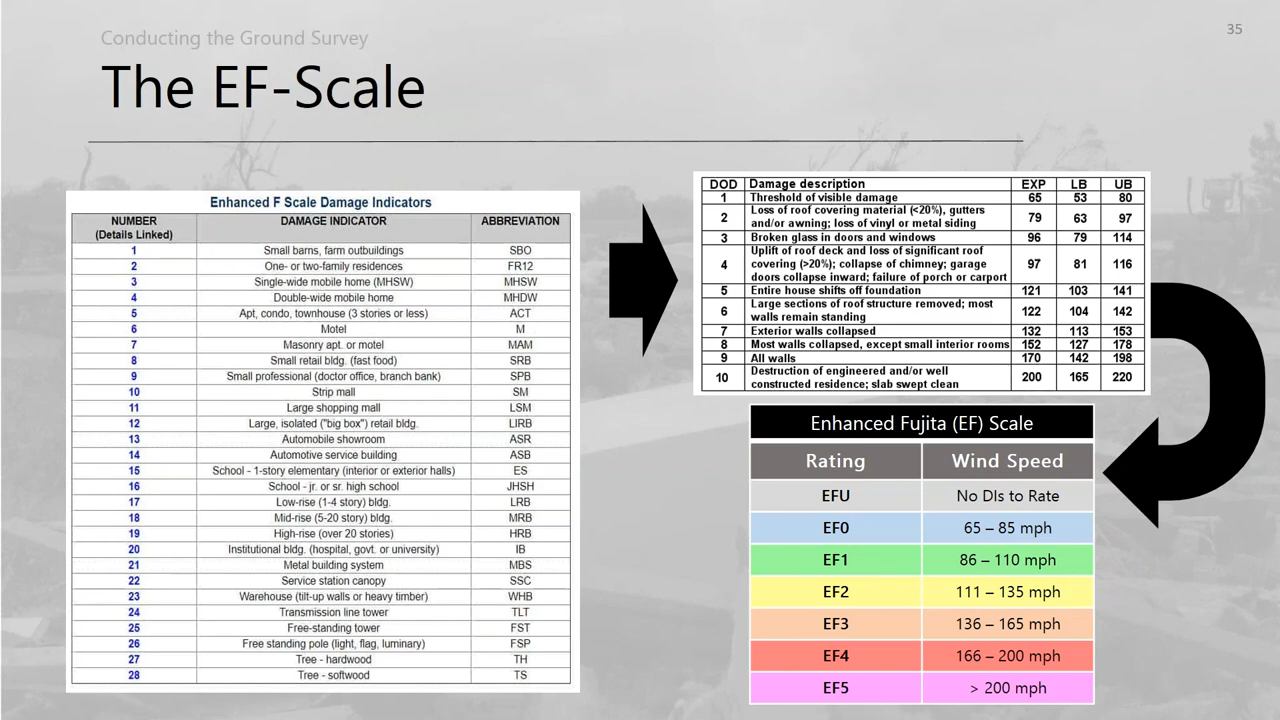 Conducting the Ground Survey
35
The EF-Scale
Enhanced F Scale Damage Indicators
NUMBER DAMAGE INDICATOR ABBREVIATION
(Details Linked)
1 Small barns, farm outbuildings SBO
2 One- or two-family residences FR12
3 Single-wide mobile home (MHSW) MHSW
4 Double-wide mobile home MHDW
5 Apt, condo, townhouse (3 stories or less) ACT
6 Motel M
7 Masonry apt. or motel MAM
8 Small retail bldg. (fast food) SRB
9 Small professional (doctor office, branch bank) SPB
10 Strip mall SM
11 Large shopping mall LSM
12 Large, isolated ("big box") retail bldg. LIRB
13 Automobile showroom ASR
14 Automotive service building ASB
15 School - 1-story elementary (interior or exterior halls) ES
16 School - jr. or sr. high school JHSH
17 Low-rise (1-4 story) bldg. LRB
18 Mid-rise (5-20 story) bldg. MRB
19 High-rise (over 20 stories) HRB
20 Institutional bldg. (hospital, govt. or university) IB
21 Metal building system MBS
22 Service station canopy SSC
23 Warehouse (tilt-up walls or heavy timber) WHB
24 Transmission line tower TLT
25 Free-standing tower FST
26 Free standing pole (light, flag, luminary) FSP
27 Tree - hardwood TH
28 Tree - softwood TS
DOD Damage description EXP LB UB
1 Threshold of visible damage 65 53 80
2 Loss of roof covering material (<20%), gutters 79 63 97
and/or awning; loss of vinyl or metal siding
3 Broken glass in doors and windows 96 79 114
4 Uplift of roof deck and loss of significant roof 97 81 116
covering (>20%); collapse of chimney; garage
doors collapse inward; failure of porch or carport
5 Entire house shifts off foundation 121 103 141
6 Large sections of roof structure removed; most 122 104 142
walls remain standing
7 Exterior walls collapsed 132 113 153
8 Most walls collapsed, except small interior rooms 152 127 178
9 All walls 170 142 198
10 Destruction of engineered and/or well 200 165 220
constructed residence; slab swept clean
Enhanced Fujita (EF) Scale
Rating Wind Speed
EFU No DIs to Rate
EF0 65 – 85 mph
EF1 86 – 110 mph
EF2 111 – 135 mph
EF3 136 – 165 mph
EF4 166 – 200 mph
EF5 > 200 mph